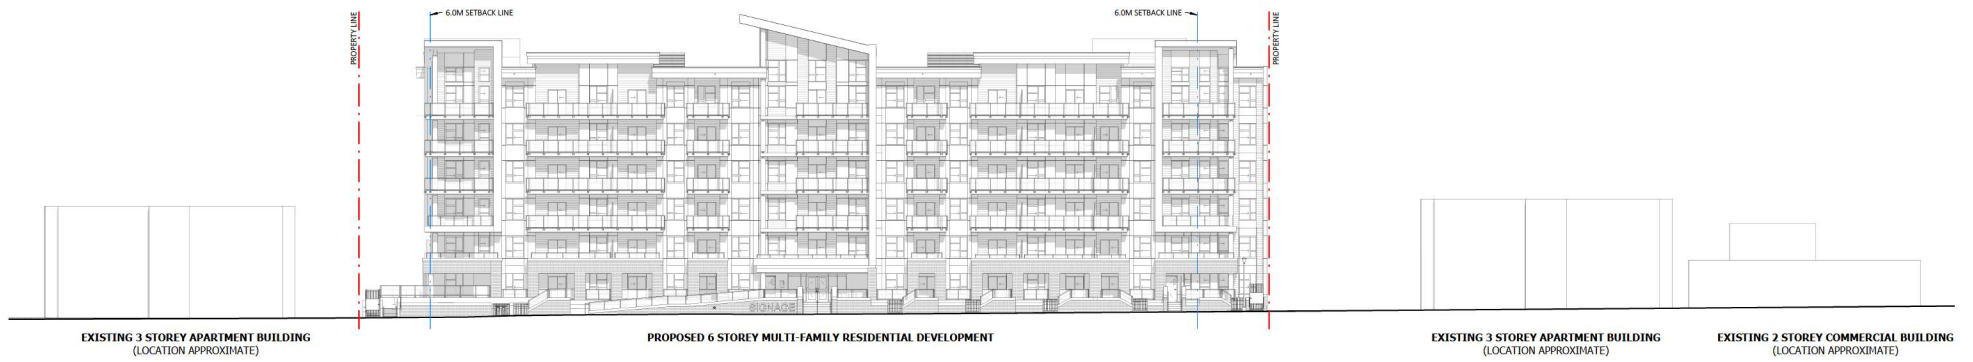 PROPERTY LINE
6.0M SETBACK LINE
6.0M SETBACK LINE
PROPERTY LINE
SIGNAGE
EXISTING 3 STOREY APARTMENT BUILDING
(LOCATION APPROXIMATE)
PROPOSED 6 STOREY MULTI-FAMILY RESIDENTIAL DEVELOPMENT
EXISTING 3 STOREY APARTMENT BUILDING
(LOCATION APPROXIMATE)
EXISTING 2 STOREY COMMERCIAL BUILDING
(LOCATION APPROXIMATE)